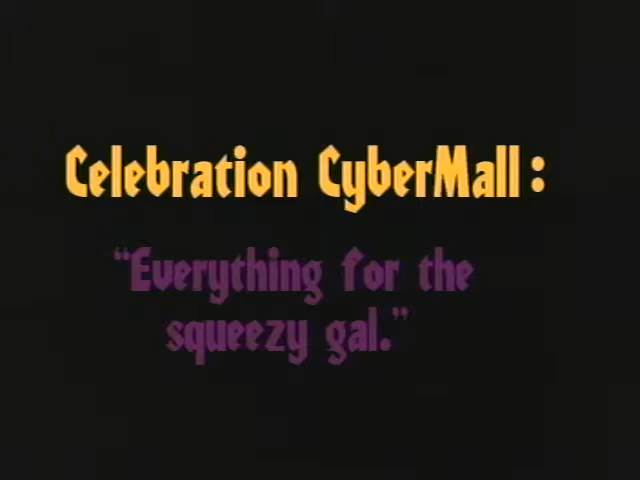 Celebration CyberMall:
"Everything for the
squeezy gal."